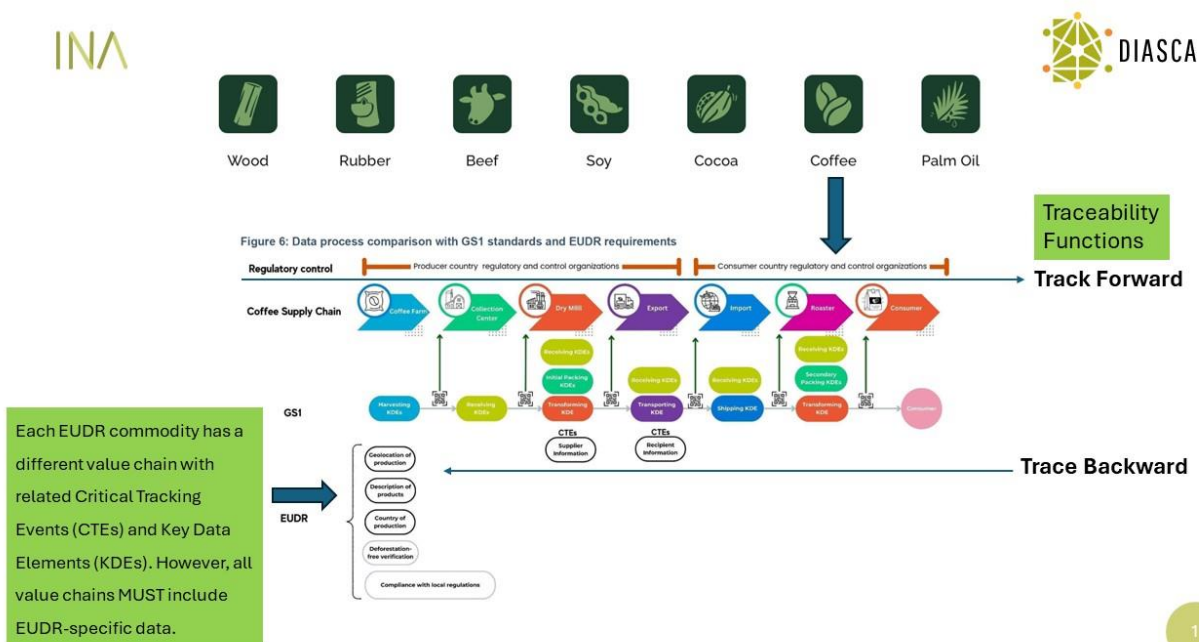 INA
DIASCA
Wood
Rubber
Beef
Soy
Cocoa
Coffee
Palm Oil
Traceability
Functions
Figure 6: Data process comparison with GS1 standards and EUDR requirements
Regulatory control
Producer country regulatory and control organizations
Consumer country regulatory and control organizations
Track Forward
Coffee Supply Chain
Coffee Farm
Collection
Center
Dry Mill
Export
Import
Roaster
Consumer
Receiving KDEs
Receiving KDEs
Initial Packing
KDEs
Receiving KDEs
Receiving KDEs
Secondary
Packing KDEs
GS1
Harvesting
KDEs
Receiving
KDEs
Transforming
KDE
Transporting
KDE
Shipping KDE
Transforming
KDE
Consumer
CTEs
Supplier
Information
CTEs
Recipient
Information
Each EUDR commodity has a
different value chain with
related Critical Tracking
Events (CTEs) and Key Data
Elements (KDEs). However, all
value chains MUST include
EUDR-specific data.
EUDR
Geolocation of
production
Description of
products
Country of
production
Deforestation-
free verification
Compliance with local regulations
Trace Backward
1